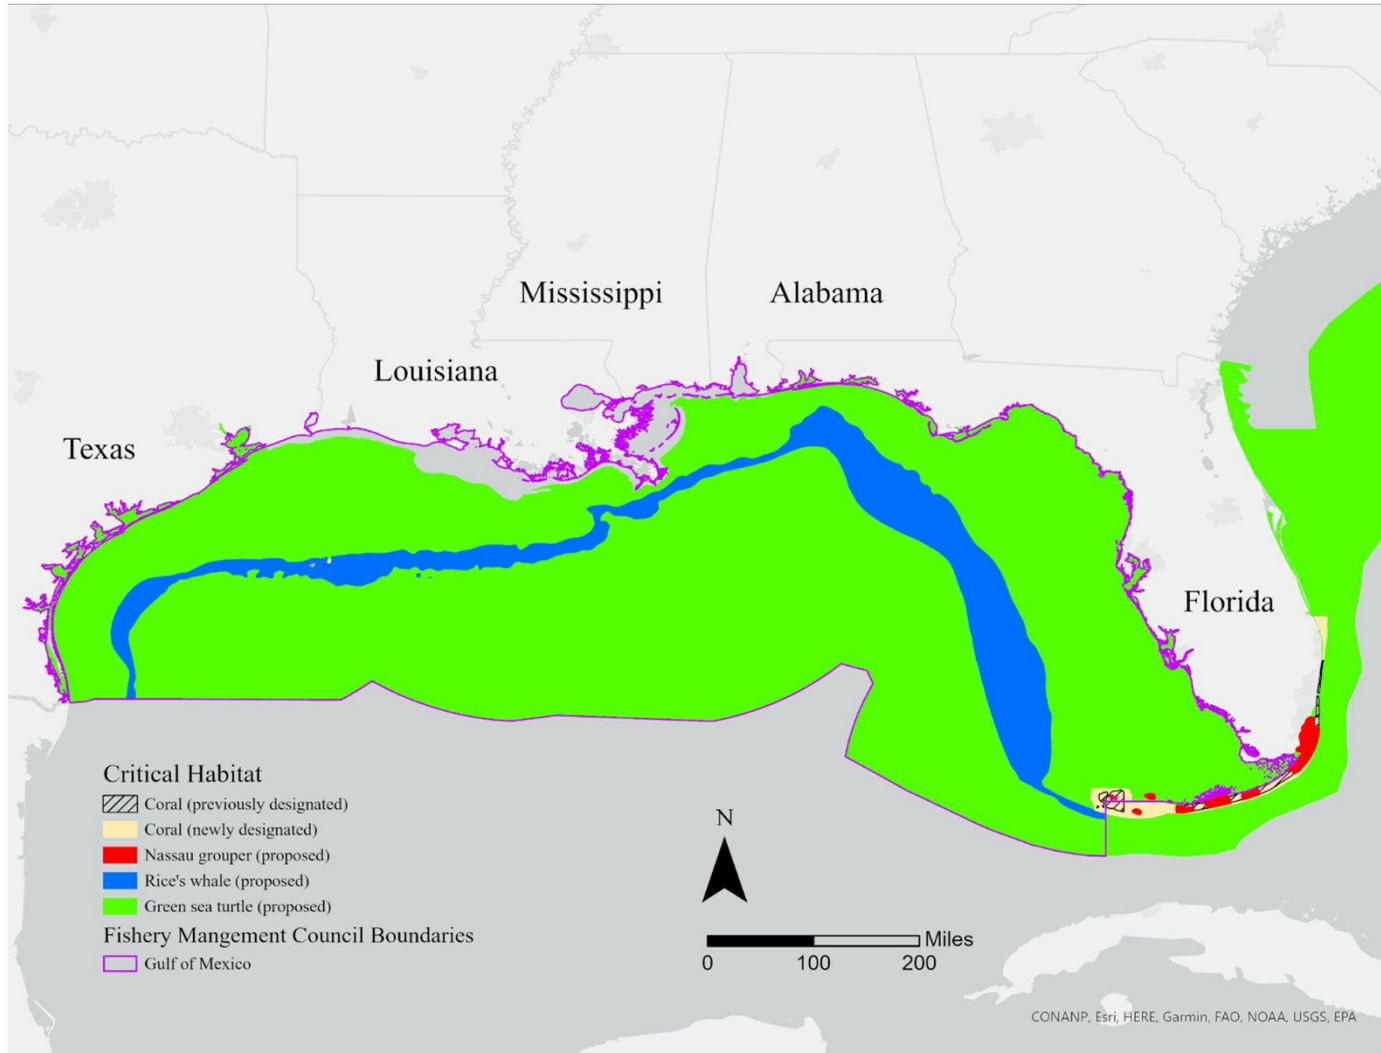 Mississippi
Alabama
Louisiana
Texas
Florida
Critical Habitat
Coral (previously designated)
Coral (newly designated)
Nassau grouper (proposed)
Rice's whale (proposed)
Green sea turtle (proposed)
Fishery Mangement Council Boundaries
Gulf of Mexico
N
Miles
0 100 200
CONANP, Esri, HERE, Garmin, FAO, NOAA, USGS, EPA